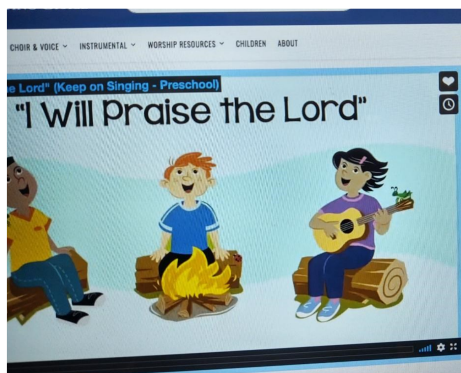 CHOIR & VOICE INSTRUMENTAL WORSHIP RESOURCES CHILDREN ABOUT
e Lord" (Keep on Singing - Preschool)
"I Will Praise the Lord"